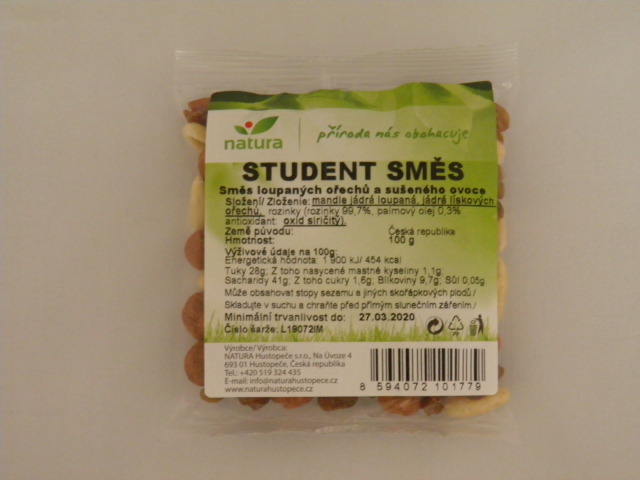 natura
příroda nás obohacuje
STUDENT SMĚS
Směs loupaných ořechů a sušeného ovoce
Složení/ Zloženie: mandle jádrá loupaná, jádrá lískových
ořechů, rozinky (rozinky 99,7%, palmový olej 0,3%
antioxidant: oxid siričitý).
Země původu: Česká republika
Hmotnost: 100 g
Výživové údaje na 100g:
Energetická hodnota: 1 900 kJ/ 454 kcal
Tuky 28g; Z toho nasycené mastné kyseliny 1,1g;
Sacharidy 41g; Z toho cukry 1,6g; Bílkoviny 9,7g; Sůl 0,05g
Může obsahovat stopy sezamu a jiných skořápkových plodů /
Skladujte v suchu a chraňte před přímým slunečním zářením./
Minimální trvanlivost do: 27.03.2020
Číslo šarže: L19072IM
Výrobce/ Výrobca:
NATURA Hustopeče s.r.o., Na Úvoze 4
693 01 Hustopeče, Česká republika
Tel.: +420 519 324 435
E-mail: info@naturahustopece.cz
www.naturahustopece.cz
8 594072 101779